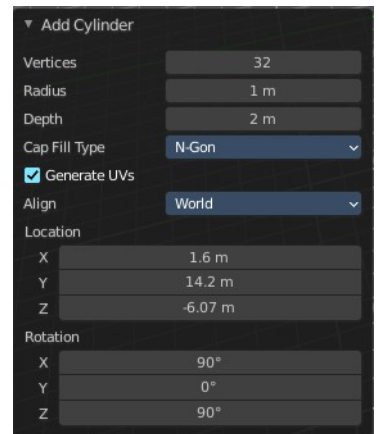 Add Cylinder
Vertices 32
Radius 1 m
Depth 2 m
Cap Fill Type N-Gon
Generate UVs
Align World
Location
X 1.6 m
Y 14.2 m
Z -6.07 m
Rotation
X 90°
Y 0°
Z 90°